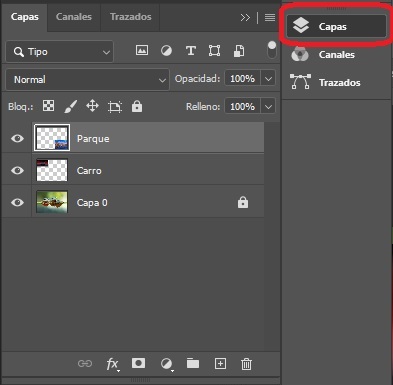 Capas Canales Trazados
Tipo
Normal Opacidad: 100%
Bloq.: Relleno: 100%
Parque
Carro
Capa 0
fx
Capas
Canales
Trazados